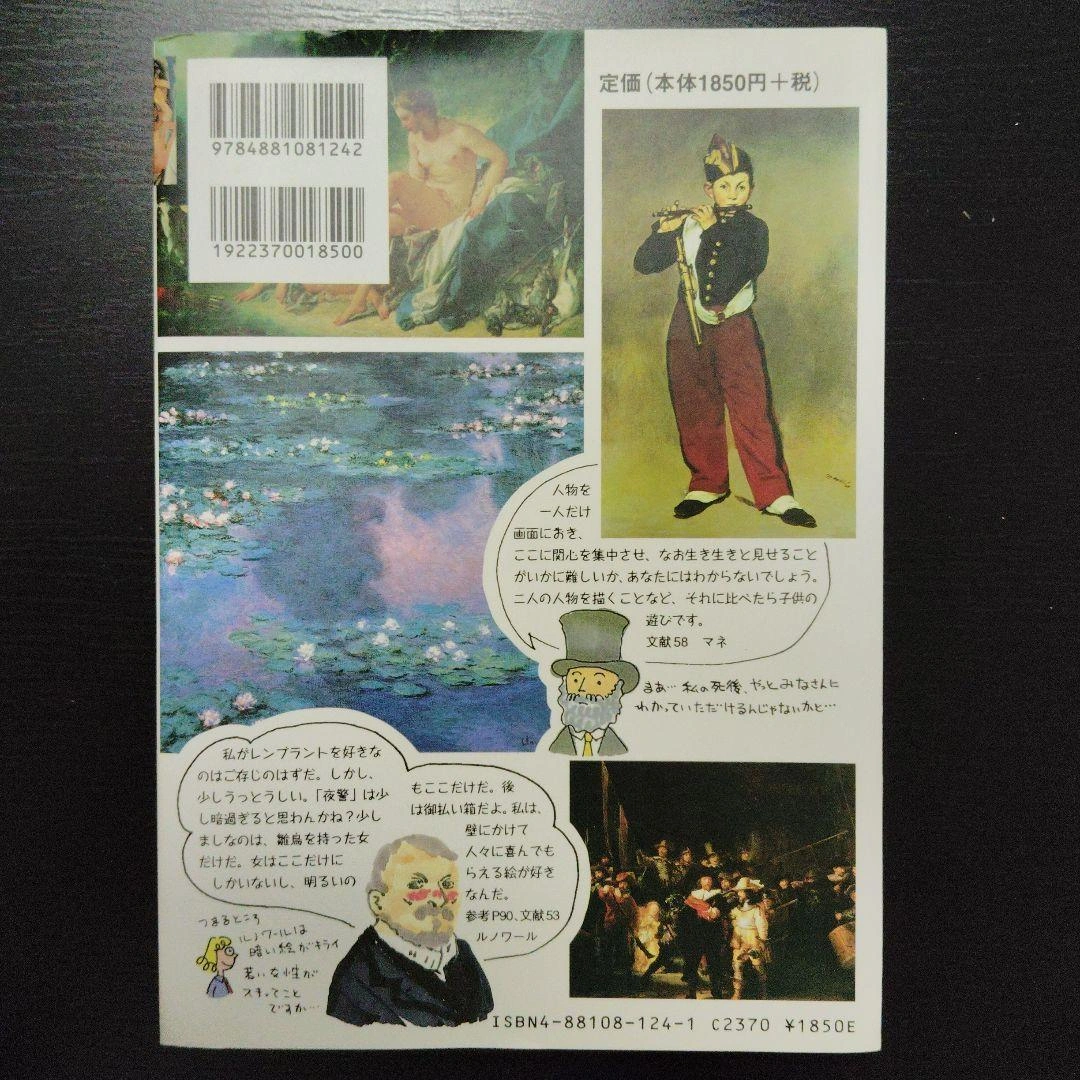 9784881081242
1922370018500
定価(本体1850円+税)
人物を
一人だけ
画面におき、
ここに関心を集中させ、なお生き生きと見せること
がいかに難しいか、あなたにはわからないでしょう。
二人の人物を描くことなど、それに比べたら子供の
遊びです。
文献58 マネ
まあ…私の死後、やっとみなさんに
わかっていただけるんじゃないかと…
私がレンブラントを好きな
のはご存じのはずだ。しかし、
少しうっとうしい。「夜警」は少
し暗過ぎると思わんかね?少し
ましなのは、雛鳥を持った女
だけだ。女はここだけに
しかいないし、明るいの
もここだけだ。後
は御払い箱だよ。私は、
壁にかけて
人々に喜んでも
らえる絵が好き
なんだ。
参考P90、文献53
ルノワール
つまるところ
ルノワールは
暗い絵がキライ
若い女性が
スキってこと
ですか…
ISBN4-88108-124-1 C2370 ¥1850E